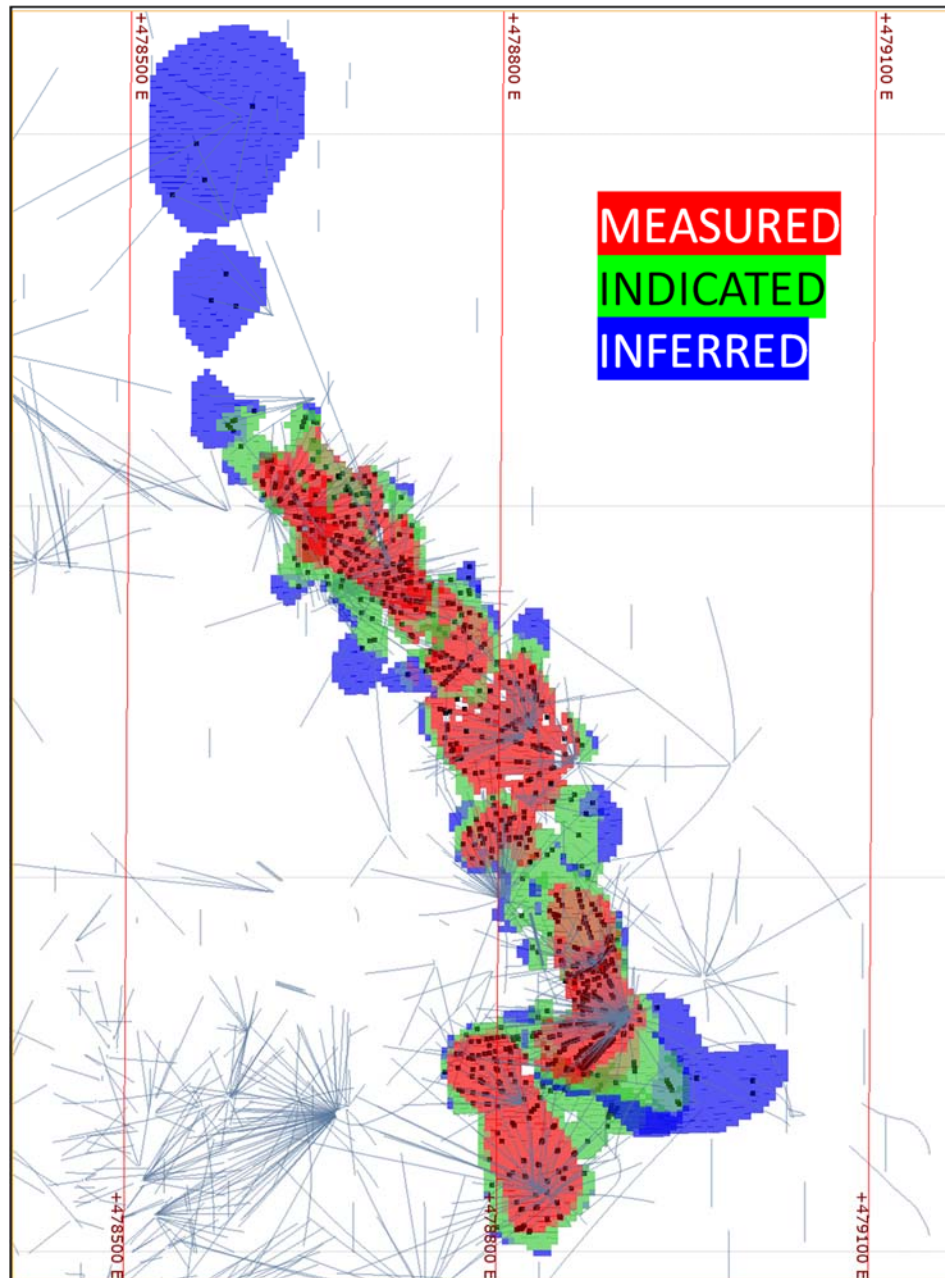 +478500 E
+478800 E
+479100 E
MEASURED
INDICATED
INFERRED
+478500 E
+478800 E
+479100 E